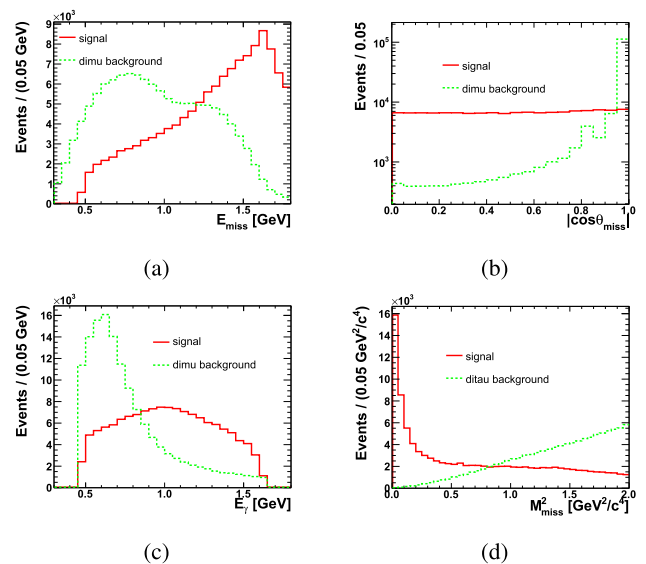 ×10³
Events / (0.05 GeV)
9
8
7
6
5
4
3
2
1
0
signal
dimu background
0.5 1.0 1.5
E_miss [GeV]
(a)
Events / 0.05
10⁵
10⁴
10³
signal
dimu background
0.0 0.2 0.4 0.6 0.8 1.0
|cosθ_miss|
(b)
×10³
Events / (0.05 GeV)
16
14
12
10
8
6
4
2
0
signal
dimu background
0.5 1.0 1.5
E_γ [GeV]
(c)
×10³
Events / (0.05 GeV²/c⁴)
16
14
12
10
8
6
4
2
0
signal
ditau background
0.0 0.5 1.0 1.5 2.0
M²_miss [GeV²/c⁴]
(d)